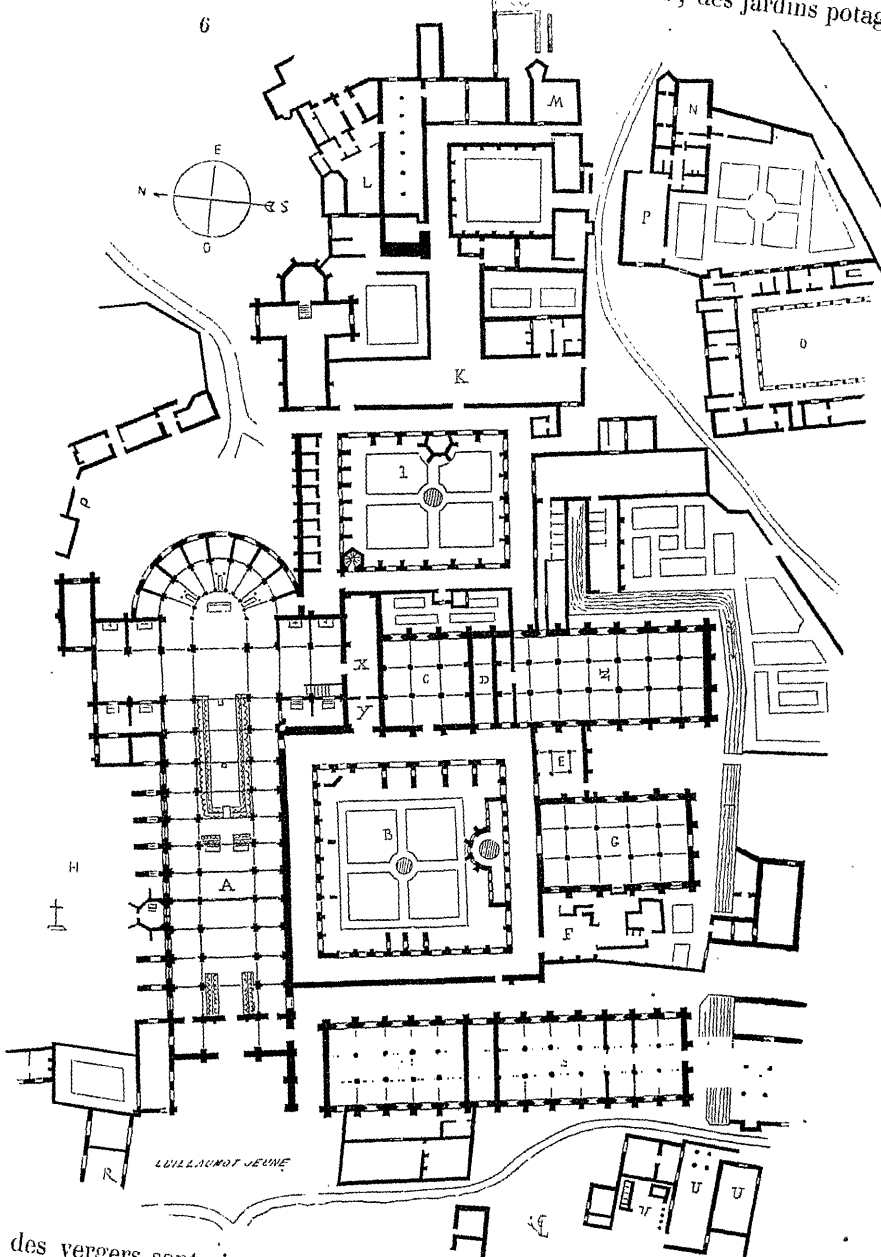 6
des jardins potag
M
N
E
N
S
O
L
P
O
K
I
P
X
C
D
N
Y
E
B
G
H
A
F
GUILLAUMOT JEUNE.
R
U
U
V
des vergers sont